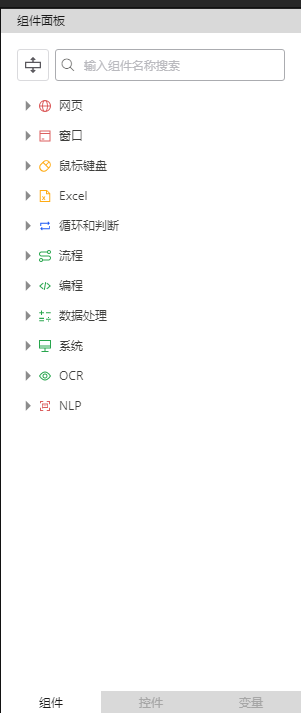 组件面板
输入组件名称搜索
网页
窗口
鼠标键盘
Excel
循环和判断
流程
编程
数据处理
系统
OCR
NLP
组件 控件 变量